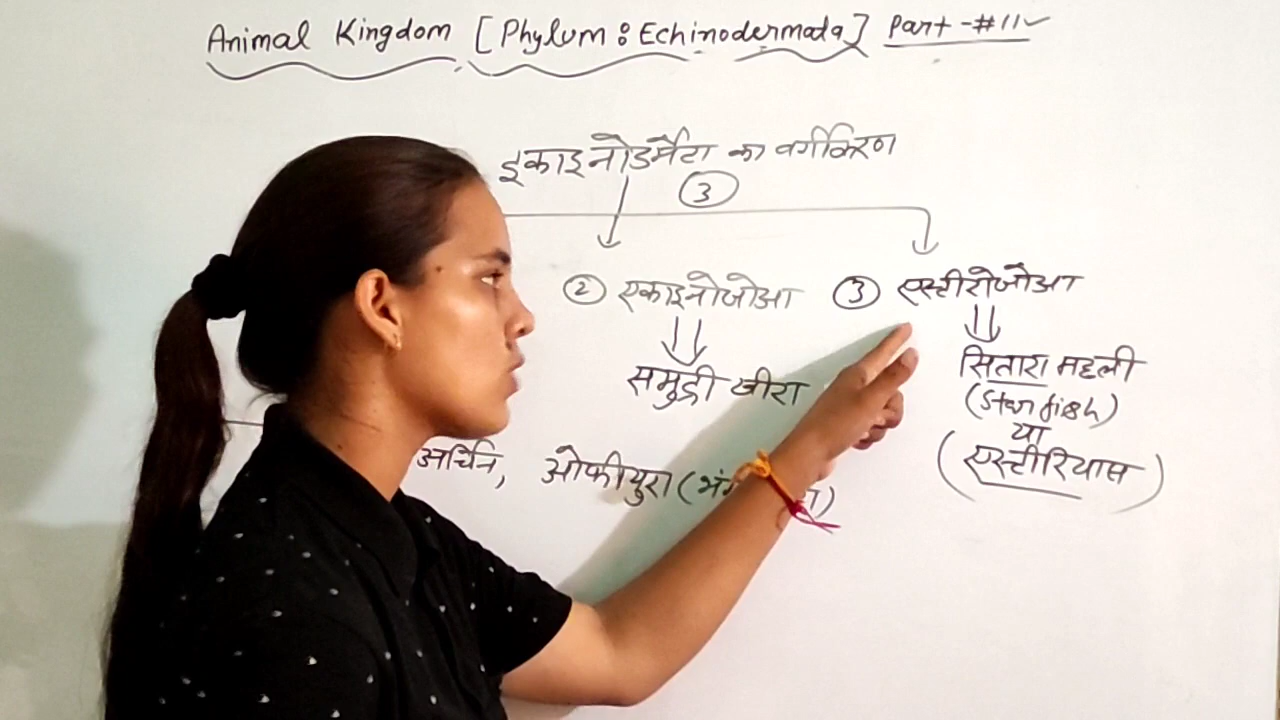 Animal Kingdom [Phylum : Echinodermata] Part-#11
इकाइनोडर्मेटा का वर्गीकरण
3
② एकाइनोजोआ ③ एस्टीरोजोआ
समुद्री खीरा
सितारा मछली
(Star fish)
या
(एस्टीरियास)
अर्चिन, ओफीयुरा (भं